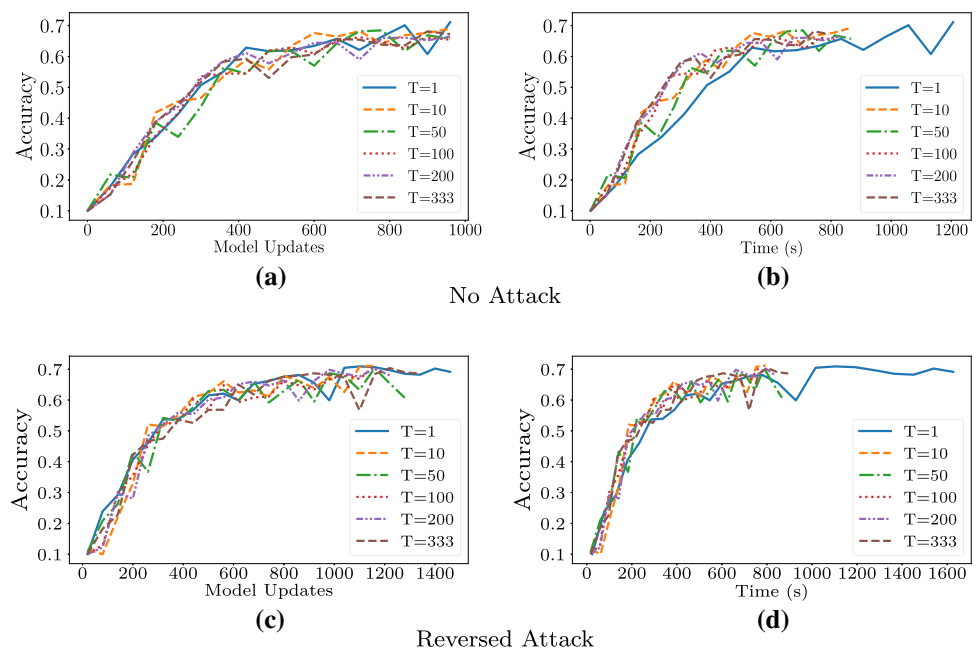 0.7
0.6
0.5
0.4
0.3
0.2
0.1
Accuracy
0 200 400 600 800 1000
Model Updates
T=1
T=10
T=50
T=100
T=200
T=333
(a)
0.7
0.6
0.5
0.4
0.3
0.2
0.1
Accuracy
0 200 400 600 800 1000 1200
Time (s)
T=1
T=10
T=50
T=100
T=200
T=333
(b)
No Attack
0.7
0.6
0.5
0.4
0.3
0.2
0.1
Accuracy
0 200 400 600 800 1000 1200 1400
Model Updates
T=1
T=10
T=50
T=100
T=200
T=333
(c)
0.7
0.6
0.5
0.4
0.3
0.2
0.1
Accuracy
0 200 400 600 800 1000 1200 1400 1600
Time (s)
T=1
T=10
T=50
T=100
T=200
T=333
(d)
Reversed Attack